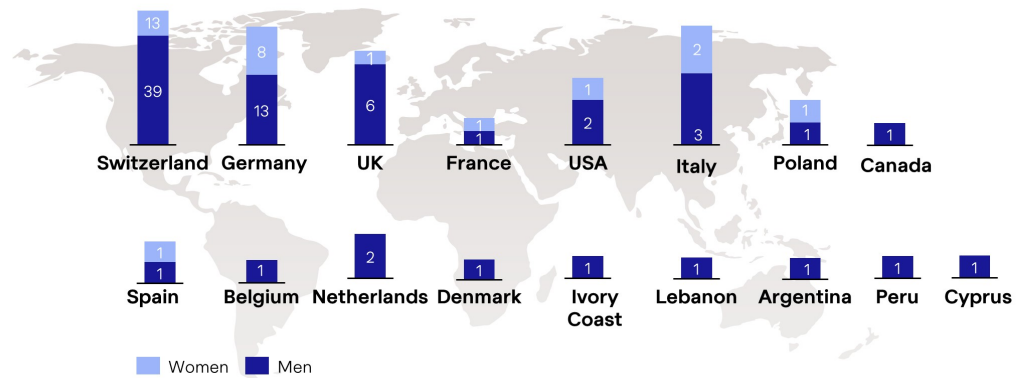 13 8 1 1 1 2 1
39 13 6 1 2 3 1 1
Switzerland Germany UK France USA Italy Poland Canada
1
1 1 2 1 1 1 1 1 1
Spain Belgium Netherlands Denmark Ivory Lebanon Argentina Peru Cyprus
Coast
Women Men